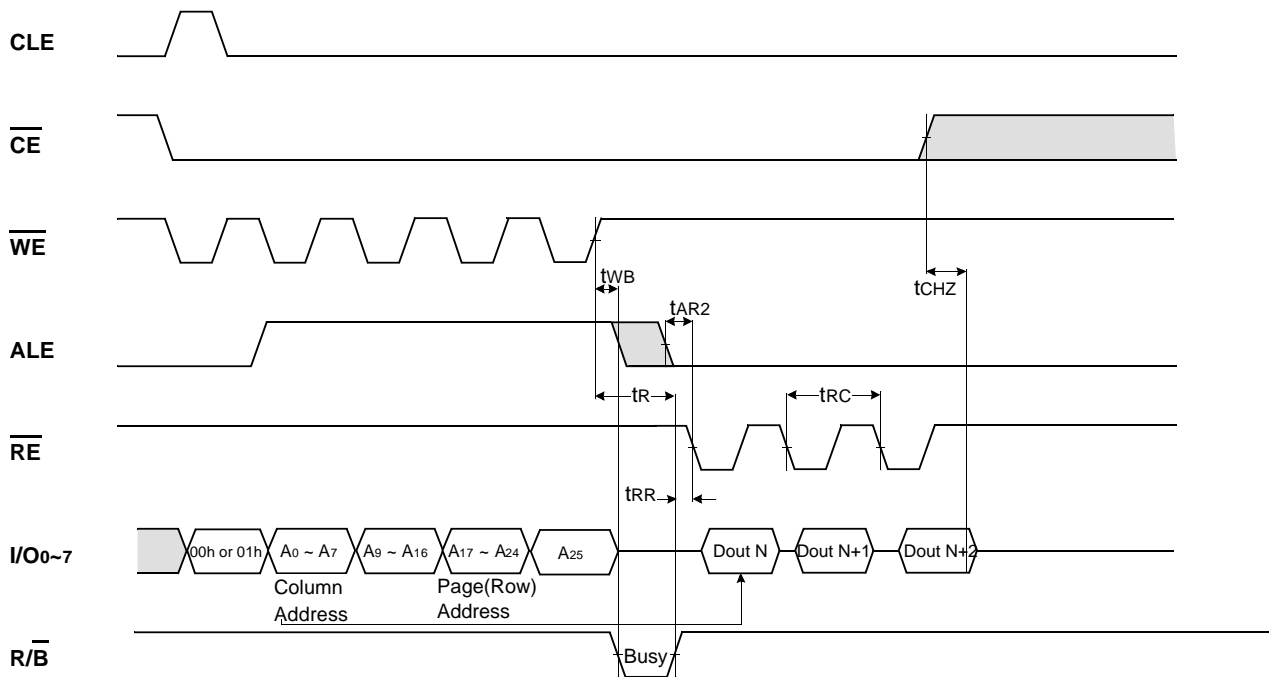 CLE
CE
WE
tWB
tCHZ
tAR2
ALE
tR
tRC
RE
tRR
I/O0~7
00h or 01h
A0 ~ A7
A9 ~ A16
A17 ~ A24
A25
Dout N
Dout N+1
Dout N+2
Column
Address
Page(Row)
Address
R/B
Busy